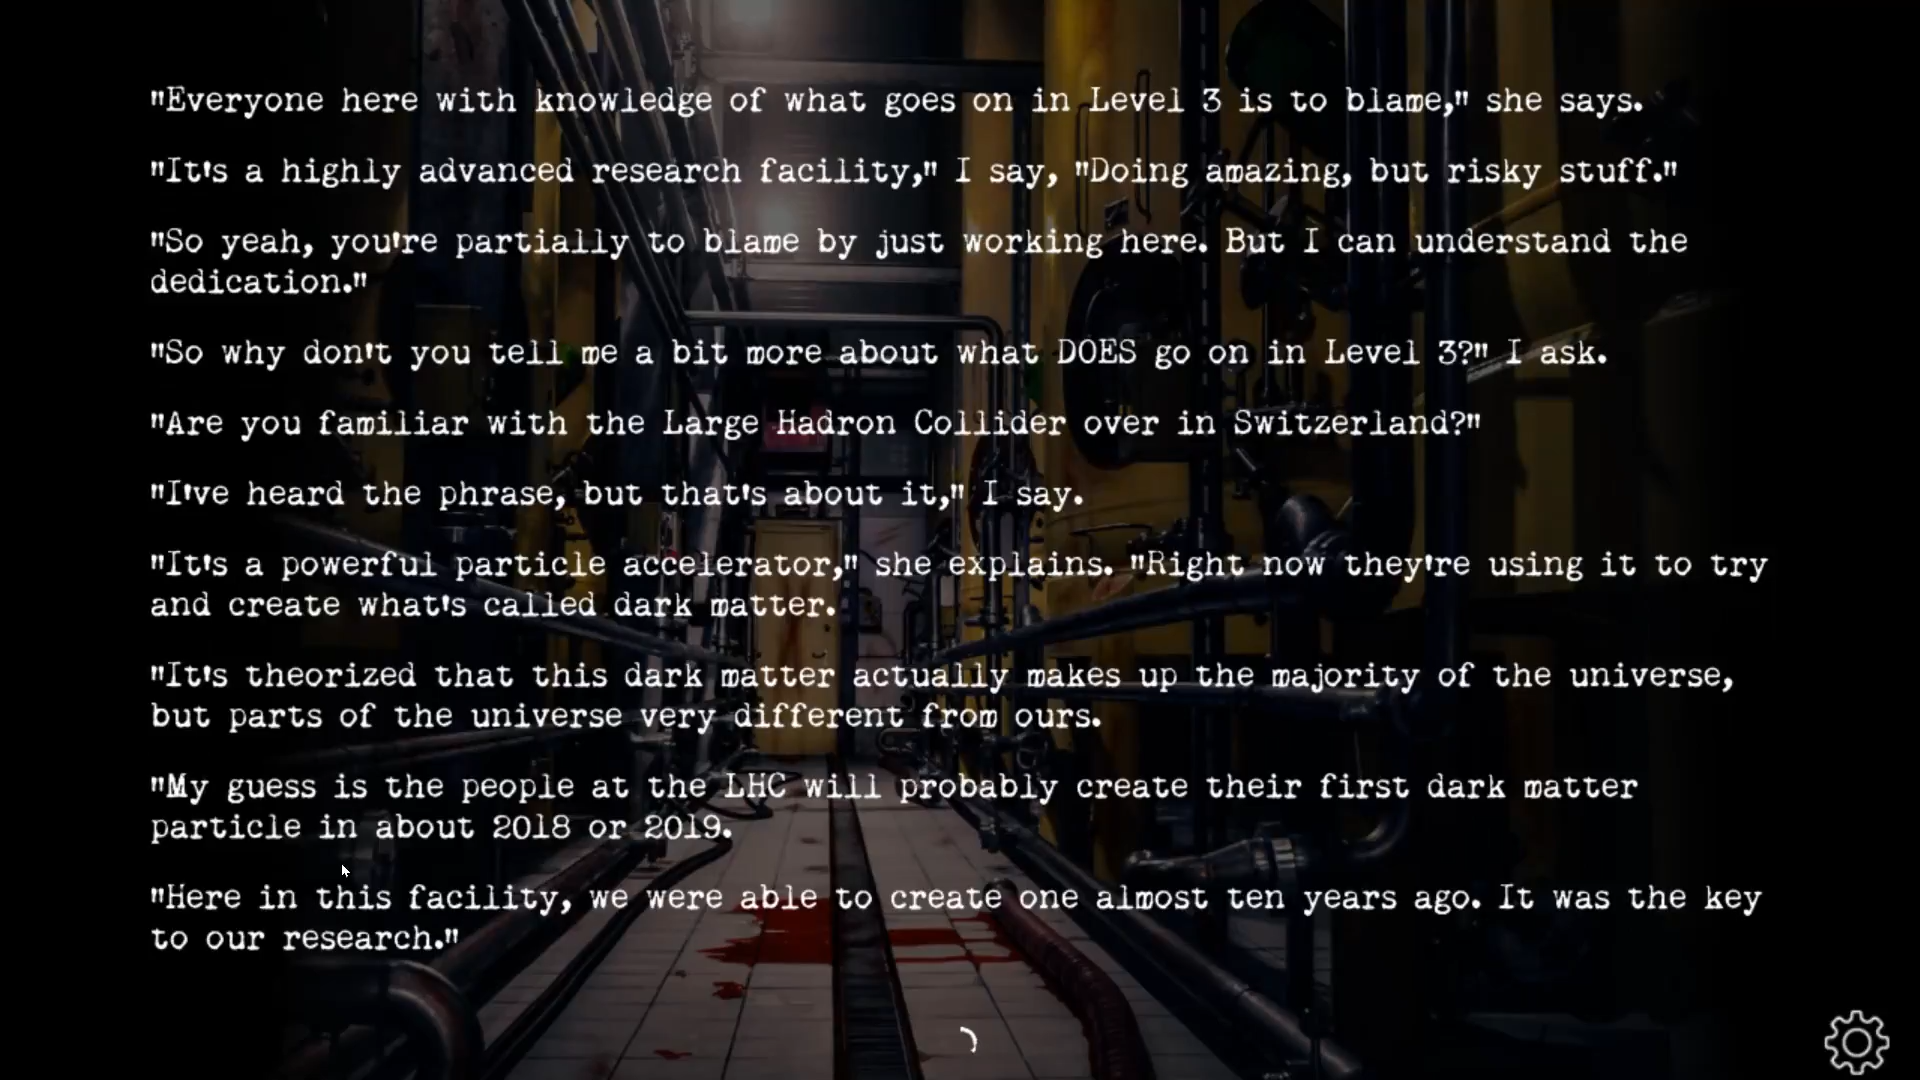 "Everyone here with knowledge of what goes on in Level 3 is to blame," she says.
"It's a highly advanced research facility," I say, "Doing amazing, but risky stuff."
"So yeah, you're partially to blame by just working here. But I can understand the
dedication."
"So why don't you tell me a bit more about what DOES go on in Level 3?" I ask.
"Are you familiar with the Large Hadron Collider over in Switzerland?"
"I've heard the phrase, but that's about it," I say.
"It's a powerful particle accelerator," she explains. "Right now they're using it to try
and create what's called dark matter.
"It's theorized that this dark matter actually makes up the majority of the universe,
but parts of the universe very different from ours.
"My guess is the people at the LHC will probably create their first dark matter
particle in about 2018 or 2019.
"Here in this facility, we were able to create one almost ten years ago. It was the key
to our research."